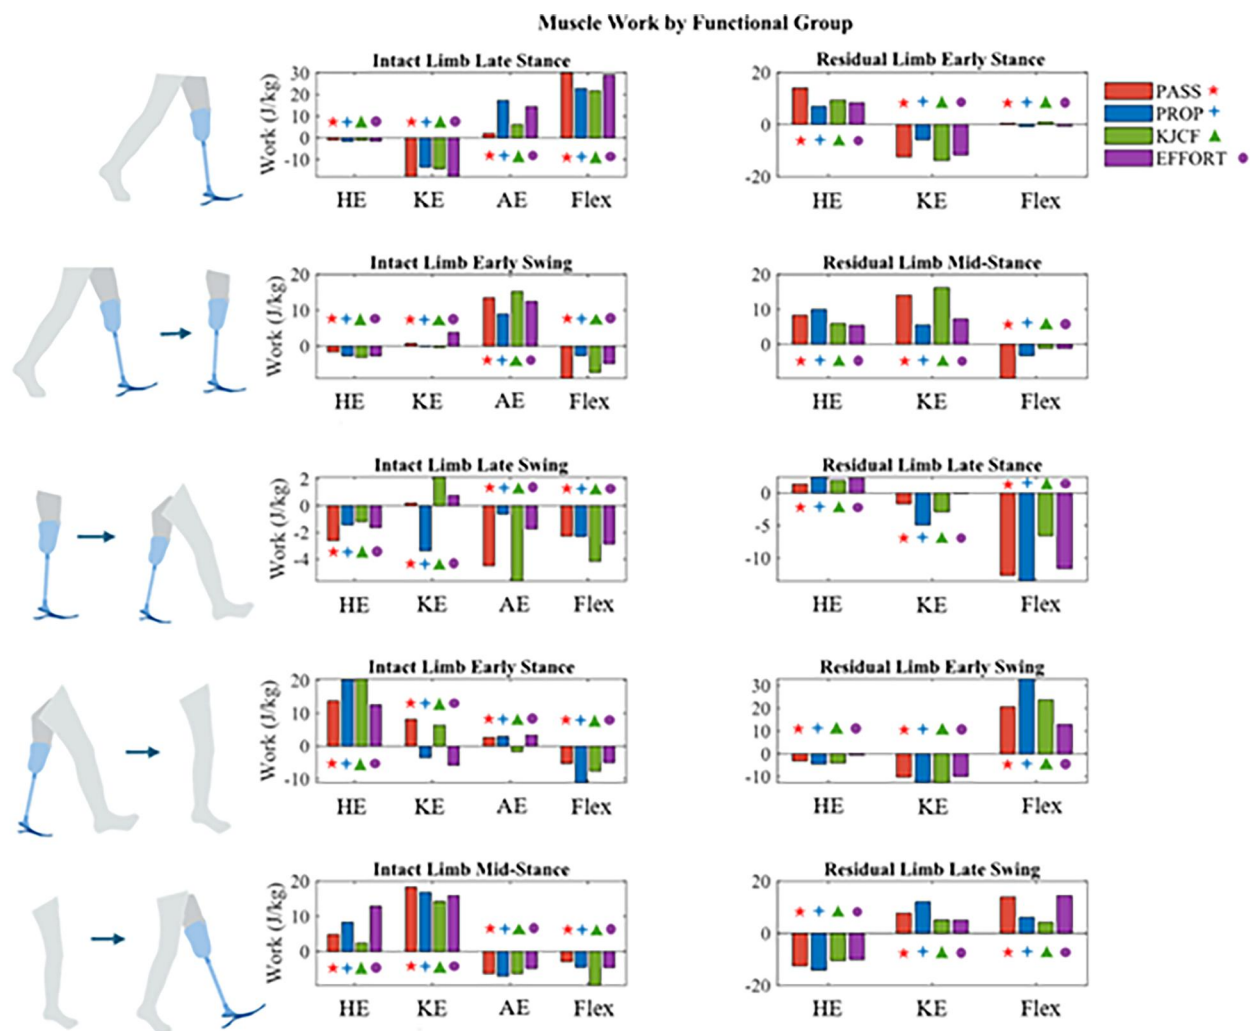 Muscle Work by Functional Group
Intact Limb Late Stance
Work (J/kg)
30
20
10
0
-10
HE KE AE Flex
Residual Limb Early Stance
20
0
-20
HE KE Flex
PASS
PROP
KJCF
EFFORT
Intact Limb Early Swing
Work (J/kg)
20
10
0
HE KE AE Flex
Residual Limb Mid-Stance
20
10
0
HE KE Flex
Intact Limb Late Swing
Work (J/kg)
2
0
-2
-4
HE KE AE Flex
Residual Limb Late Stance
0
-5
-10
HE KE Flex
Intact Limb Early Stance
Work (J/kg)
20
10
0
-10
HE KE AE Flex
Residual Limb Early Swing
30
20
10
0
-10
HE KE Flex
Intact Limb Mid-Stance
Work (J/kg)
20
10
0
HE KE AE Flex
Residual Limb Late Swing
20
0
-20
HE KE Flex